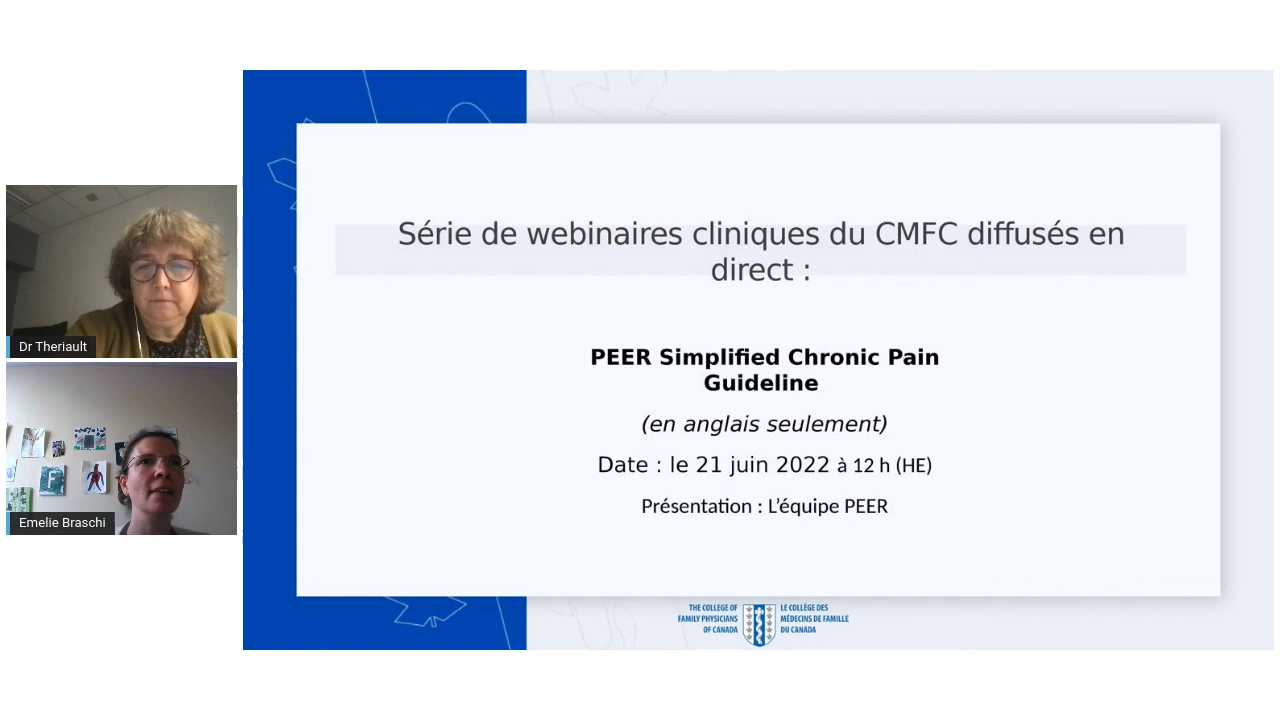 Dr Theriault
Emelie Braschi
Série de webinaires cliniques du CMFC diffusés en
direct :
PEER Simplified Chronic Pain
Guideline
(en anglais seulement)
Date : le 21 juin 2022 à 12 h (HE)
Présentation : L’équipe PEER
THE COLLEGE OF
FAMILY PHYSICIANS
OF CANADA
LE COLLÈGE DES
MÉDECINS DE FAMILLE
DU CANADA